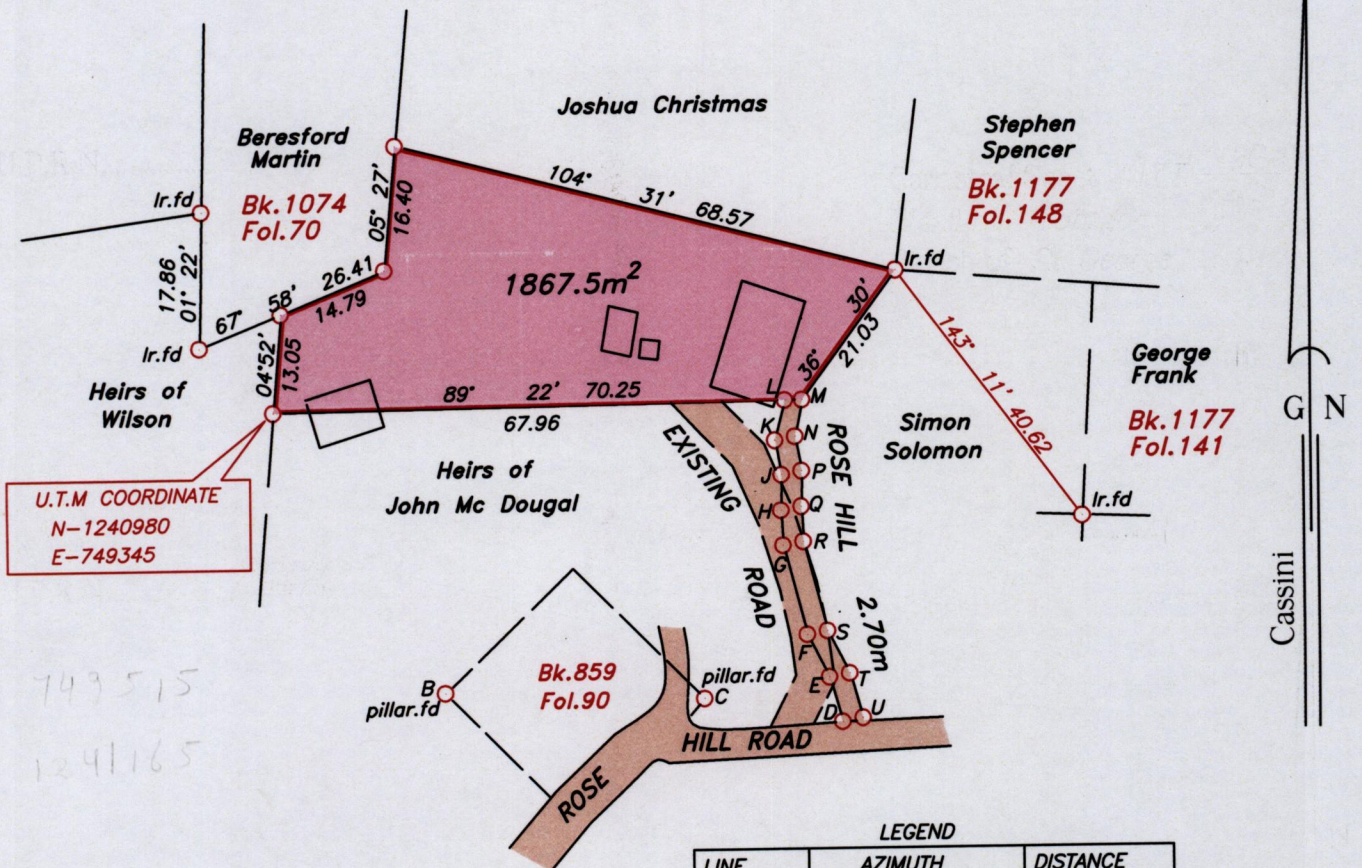 Joshua Christmas
Beresford
Martin
Bk.1074
Fol.70
Stephen
Spencer
Bk.1177
Fol.148
Ir.fd
05° 27'
16.40
104° 31' 68.57
Ir.fd
17.86
01° 22'
67° 58' 26.41
14.79
1867.5m²
30'
36°
21.03
143° 11' 40.62
George
Frank
Bk.1177
Fol.141
G N
Ir.fd
Heirs of
Wilson
04°52'
13.05
89° 22' 70.25
67.96
L
M
K
N
J
P
H
Q
G
R
Simon
Solomon
Ir.fd
U.T.M COORDINATE
N-1240980
E-749345
Heirs of
John Mc Dougal
EXISTING
ROAD
ROSE HILL
2.70m
Cassini
F
S
E
T
D
U
749515
1241165
B
pillar.fd
Bk.859
Fol.90
pillar.fd
C
ROSE
HILL ROAD
LEGEND
LINE AZIMUTH DISTANCE